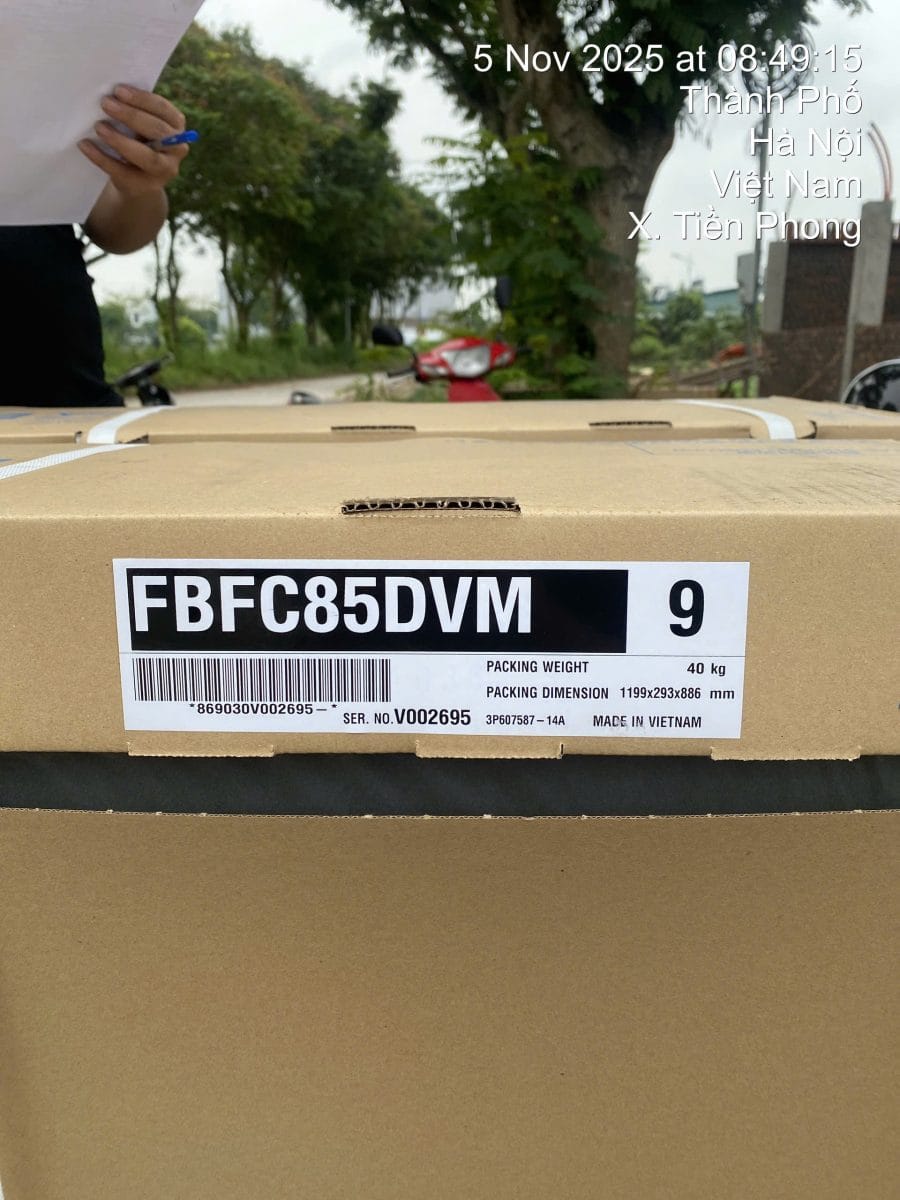 5 Nov 2025 at 08:49:15
Thành Phố
Hà Nội
Việt Nam
X. Tiền Phong
FBFC85DVM 9
PACKING WEIGHT 40 kg
PACKING DIMENSION 1199x293x886 mm
*869030V002695-*
SER. NO.V002695 3P607587-14A MADE IN VIETNAM